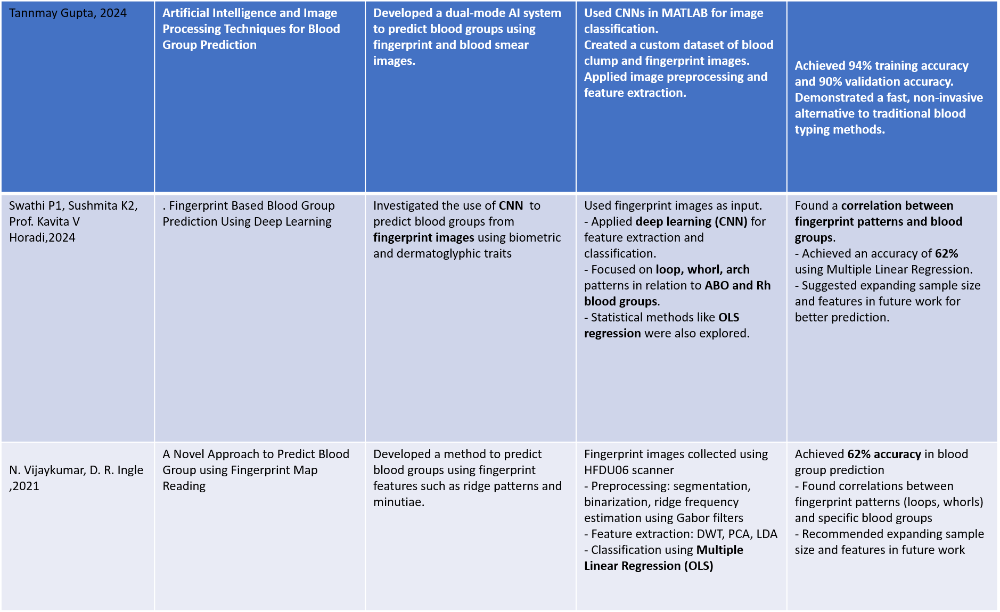 Tannmay Gupta, 2024
Artificial Intelligence and Image
Processing Techniques for Blood
Group Prediction
Developed a dual-mode AI system
to predict blood groups using
fingerprint and blood smear
images.
Used CNNs in MATLAB for image
classification.
Created a custom dataset of blood
clump and fingerprint images.
Applied image preprocessing and
feature extraction.
Achieved 94% training accuracy
and 90% validation accuracy.
Demonstrated a fast, non-invasive
alternative to traditional blood
typing methods.
Swathi P1, Sushmita K2,
Prof. Kavita V
Horadi,2024
. Fingerprint Based Blood Group
Prediction Using Deep Learning
Investigated the use of CNN  to
predict blood groups from
fingerprint images using biometric
and dermatoglyphic traits
Used fingerprint images as input.
- Applied deep learning (CNN) for
feature extraction and
classification.
- Focused on loop, whorl, arch
patterns in relation to ABO and Rh
blood groups.
- Statistical methods like OLS
regression were also explored.
Found a correlation between
fingerprint patterns and blood
groups.
- Achieved an accuracy of 62%
using Multiple Linear Regression.
- Suggested expanding sample size
and features in future work for
better prediction.
N. Vijaykumar, D. R. Ingle
,2021
A Novel Approach to Predict Blood
Group using Fingerprint Map
Reading
Developed a method to predict
blood groups using fingerprint
features such as ridge patterns and
minutiae.
Fingerprint images collected using
HFDU06 scanner
- Preprocessing: segmentation,
binarization, ridge frequency
estimation using Gabor filters
- Feature extraction: DWT, PCA, LDA
- Classification using Multiple
Linear Regression (OLS)
Achieved 62% accuracy in blood
group prediction
- Found correlations between
fingerprint patterns (loops, whorls)
and specific blood groups
- Recommended expanding sample
size and features in future work